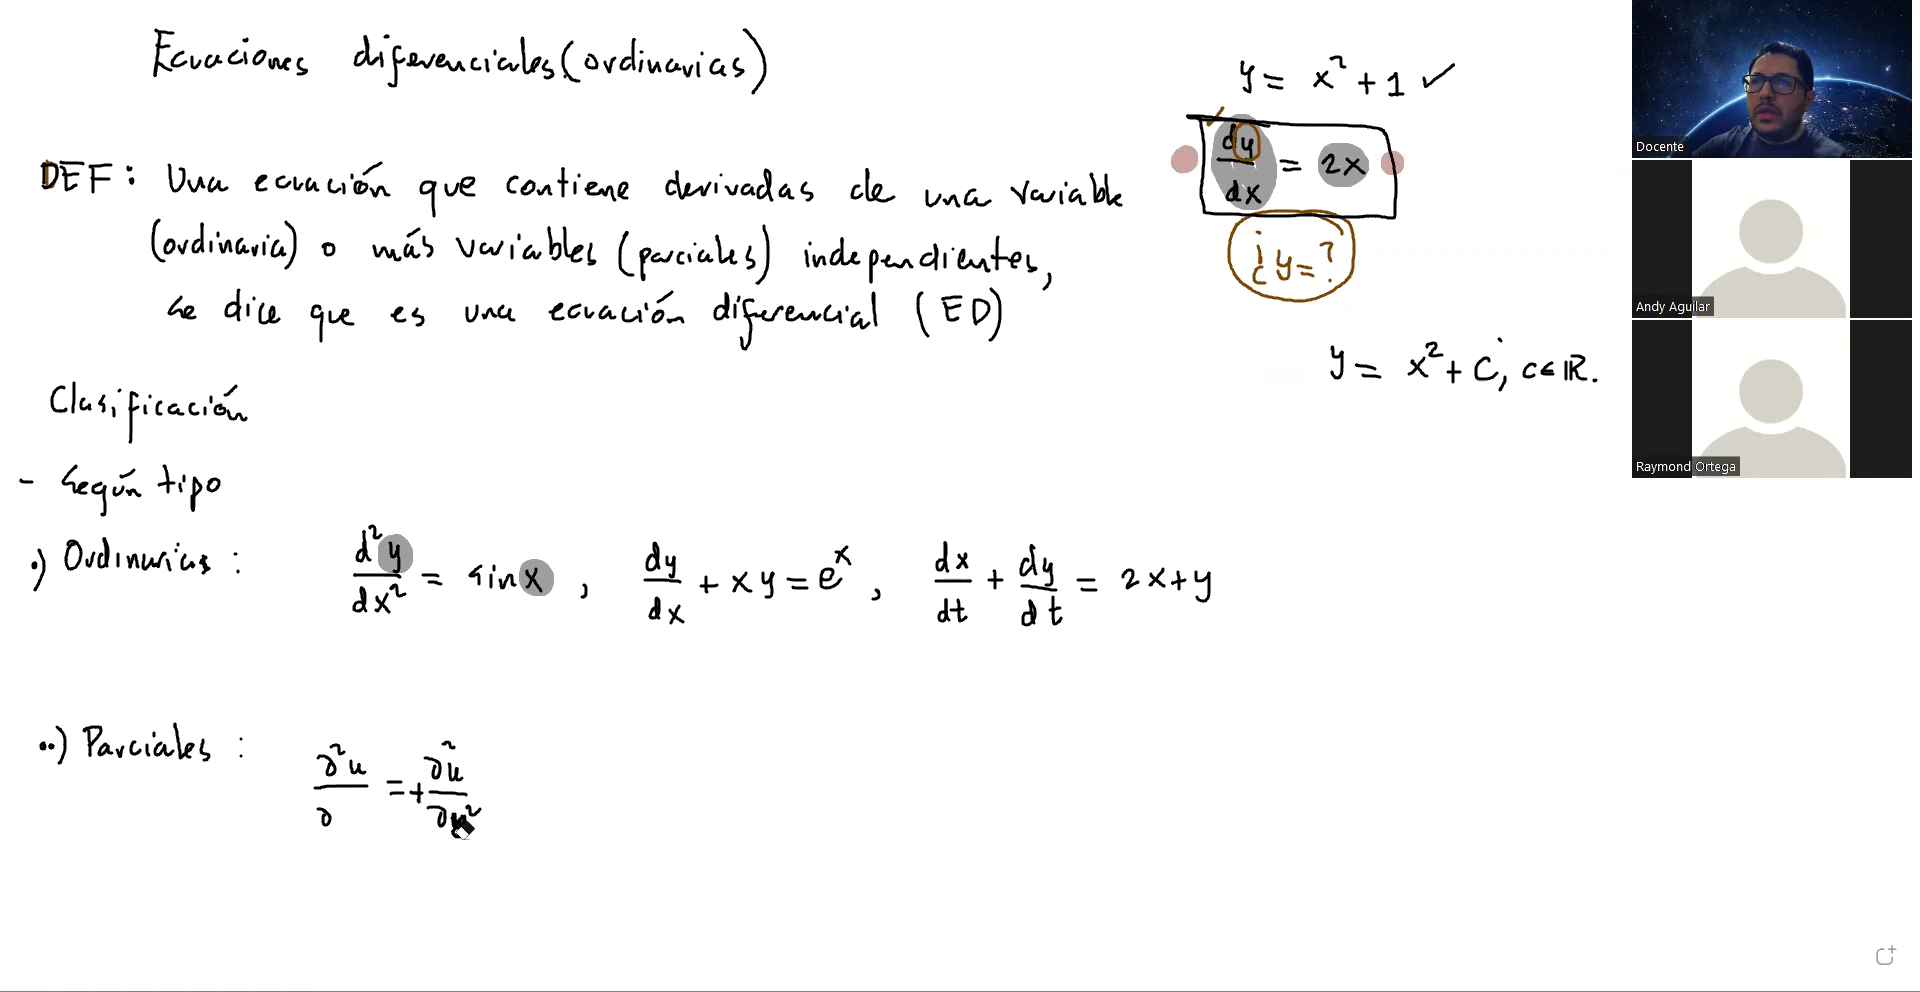 Ecuaciones diferenciales (ordinarias)
y = x² + 1 ✓
dy/dx = 2x
¿y=?
y = x² + C, c∈ℝ.
DEF: Una ecuación que contiene derivadas de una variable
(ordinaria) o más variables (parciales) independientes,
se dice que es una ecuación diferencial (ED)
Clasificación
- Según tipo
•) Ordinarias : d²y/dx² = sin x , dy/dx + xy = eˣ , dx/dt + dy/dt = 2x+y
••) Parciales : ∂²u/∂ = + ∂²u/∂
Docente
Andy Aguilar
Raymond Ortega